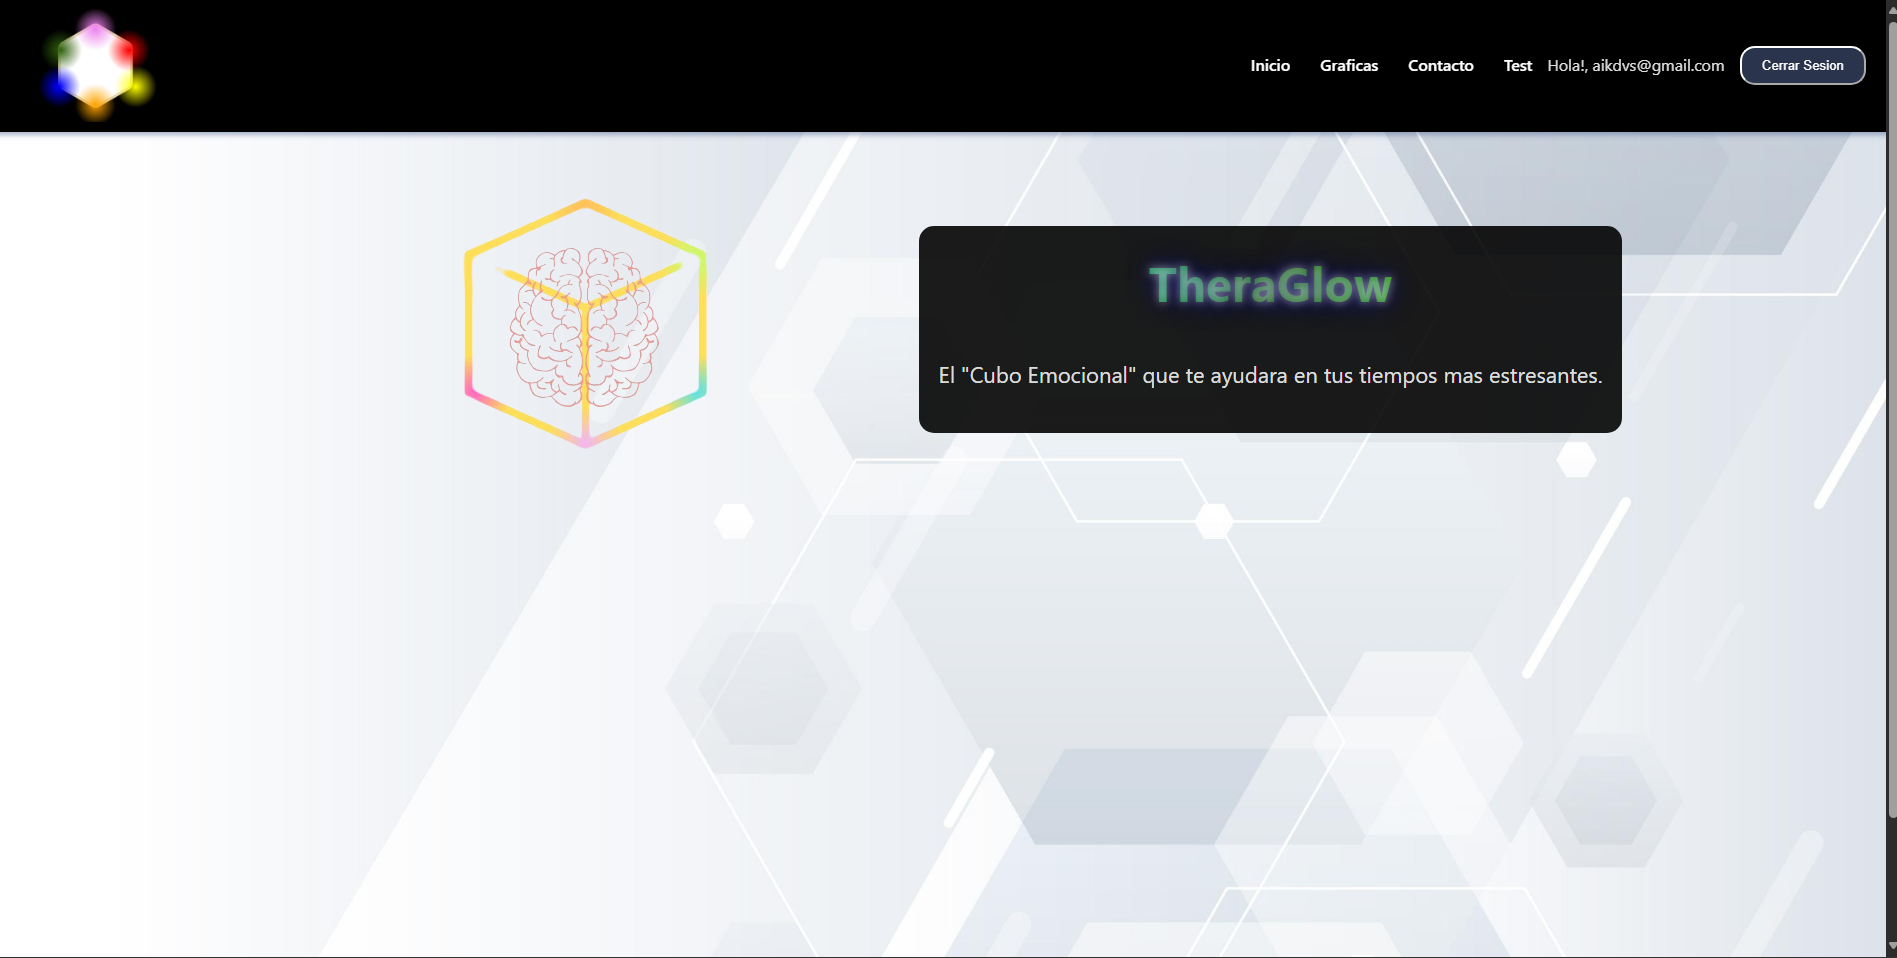 Inicio Graficas Contacto Test Hola!, aikdvs@gmail.com Cerrar Sesion
TheraGlow
El "Cubo Emocional" que te ayudara en tus tiempos mas estresantes.